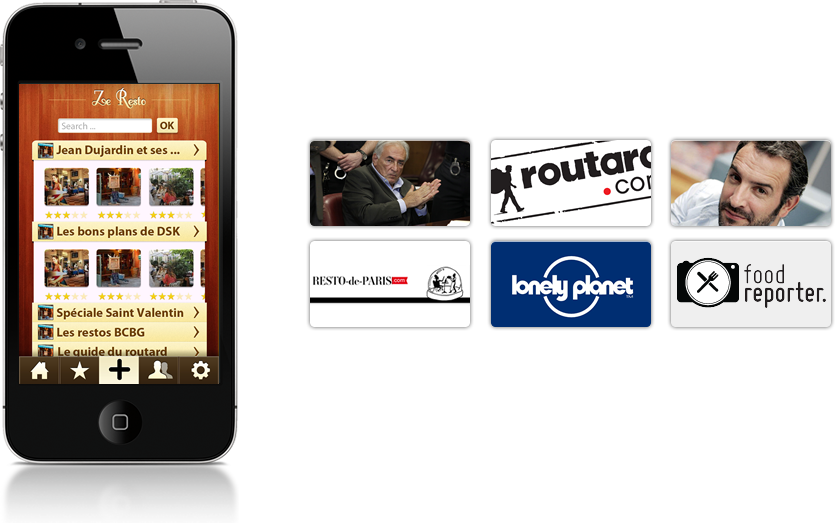 Ze Resto
Search ...
OK
Jean Dujardin et ses ...
Les bons plans de DSK
Spéciale Saint Valentin
Les restos BCBG
Le guide du routard
routard
.com
RESTO-de-PARIS.com
lonely planet
food
reporter.